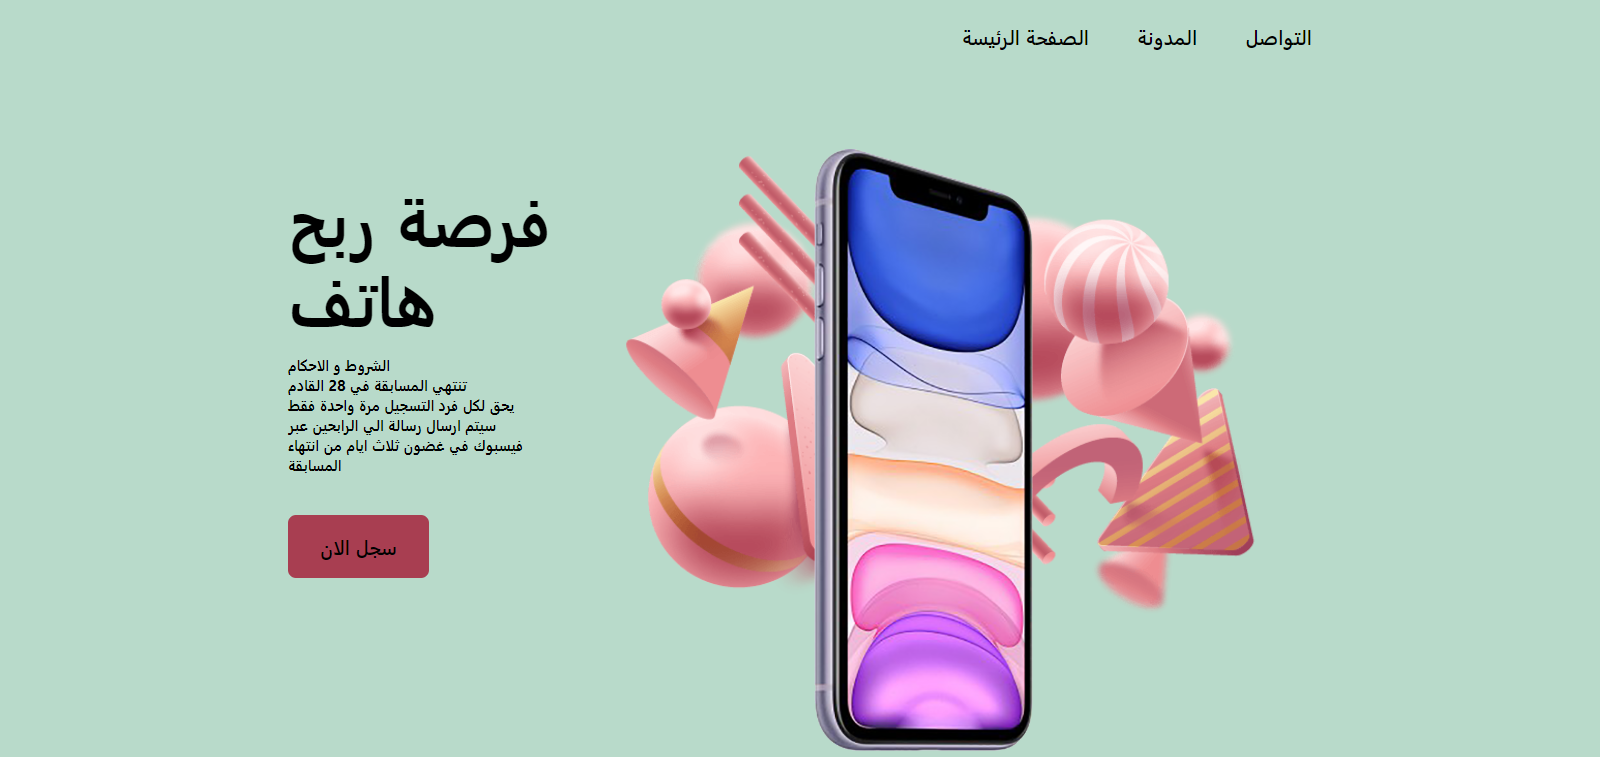 التواصل
المدونة
الصفحة الرئيسة
فرصة ربح
هاتف
الشروط و الاحكام
تنتهي المسابقة في 28 القادم
يحق لكل فرد التسجيل مرة واحدة فقط
سيتم ارسال رسالة الي الرابحين عبر
فيسبوك في غضون ثلاث ايام من انتهاء
المسابقة
سجل الان